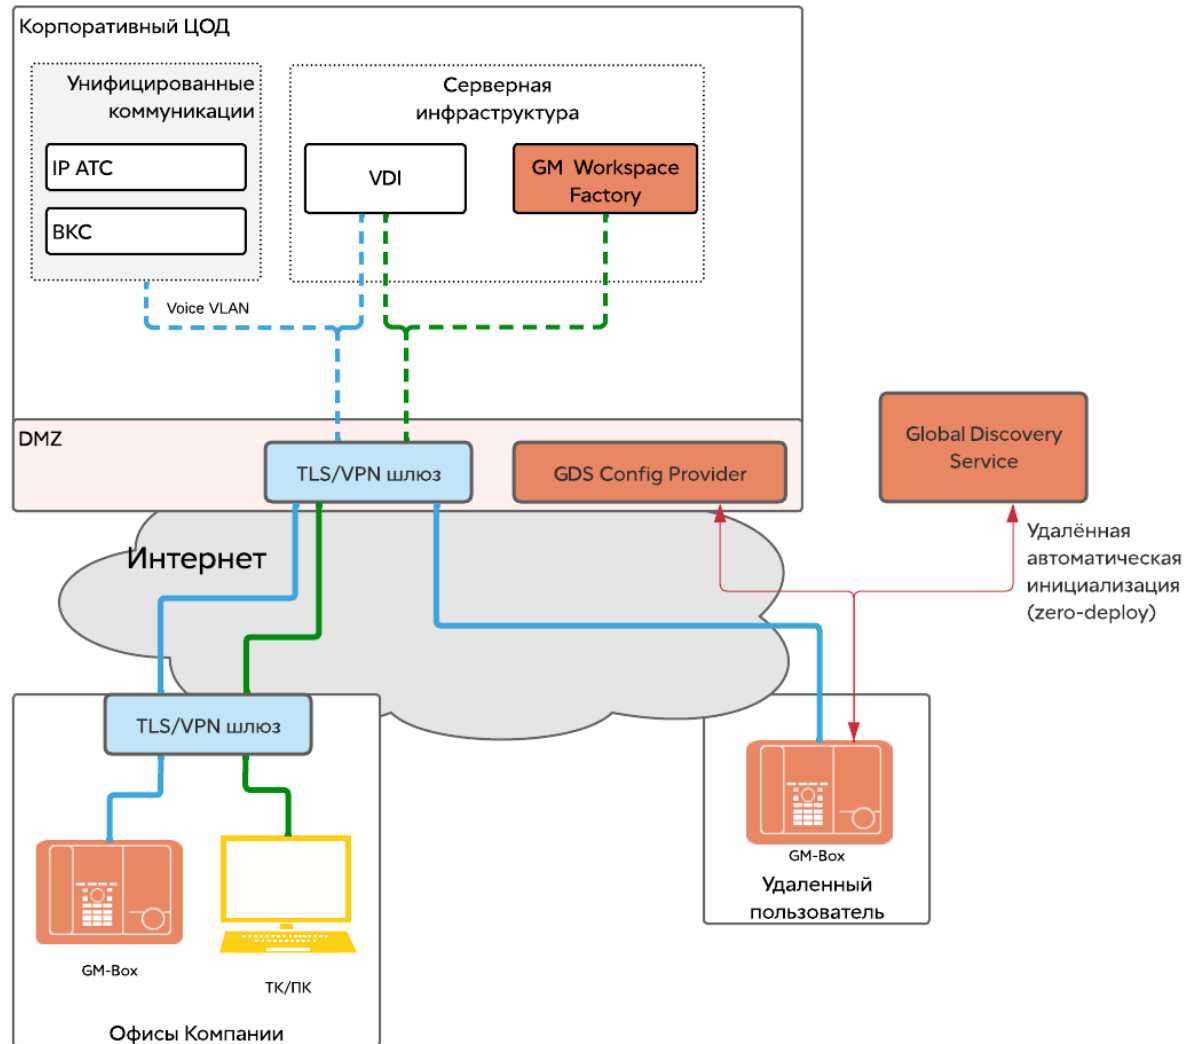 Корпоративный ЦОД
Унифицированные
коммуникации
IP АТС
ВКС
Серверная
инфраструктура
VDI
GM Workspace
Factory
Voice VLAN
DMZ
TLS/VPN шлюз
GDS Config Provider
Global Discovery
Service
Удалённая
автоматическая
инициализация
(zero-deploy)
Интернет
TLS/VPN шлюз
GM-Box
ТК/ПК
Офисы Компании
GM-Box
Удаленный
пользователь